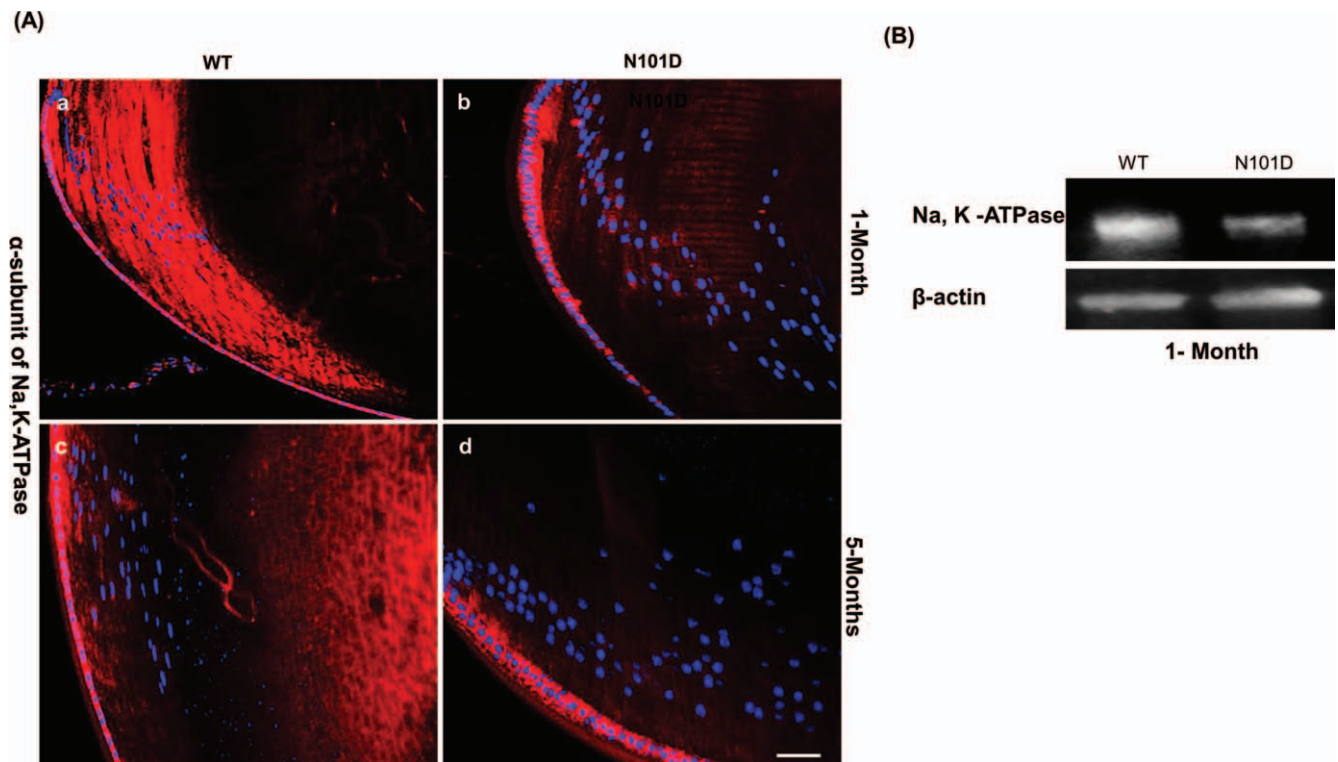 (A)
WT
N101D
a
b
N101D
1-Month
α-subunit of Na,K-ATPase
c
d
5-Months
(B)
WT
N101D
Na, K -ATPase
β-actin
1- Month